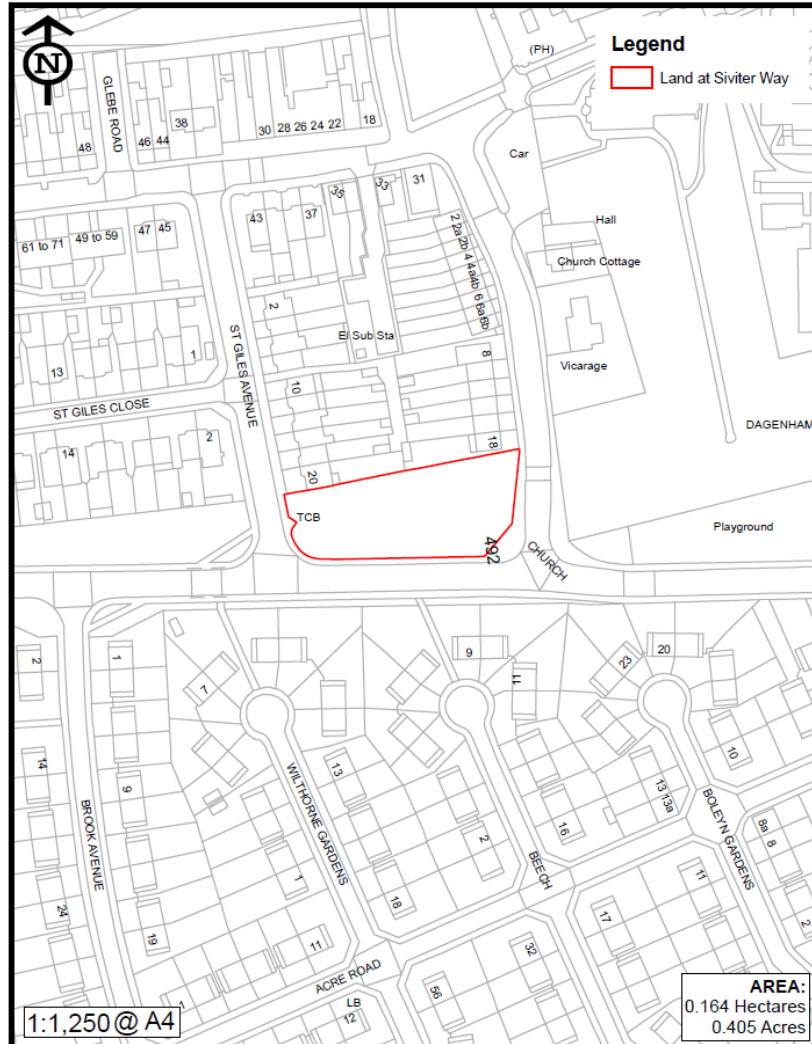 N
Legend
Land at Siviter Way
(PH)
GLEBE ROAD
38
30 28 26 24 22
18
48
46 44
Car
35
33
31
43
37
61 to 71
49 to 59
47 45
2 2a 2b 4 4a4b 6 6a6b
Hall
Church Cottage
2
ST GILES AVENUE
El Sub Sta
8
Vicarage
13
1
10
ST GILES CLOSE
DAGENHAM
14
2
18
20
TCB
492
CHURCH
Playground
2
1
7
9
11
23
20
14
9
13
13 13a
10
BROOK AVENUE
WILTHORNE GARDENS
2
16
BEECH
BOLEYN GARDENS
8a 8
24
1
18
11
19
11
17
2
ACRE ROAD
32
1
56
LB
12
1:1,250 @ A4
AREA:
0.164 Hectares
0.405 Acres